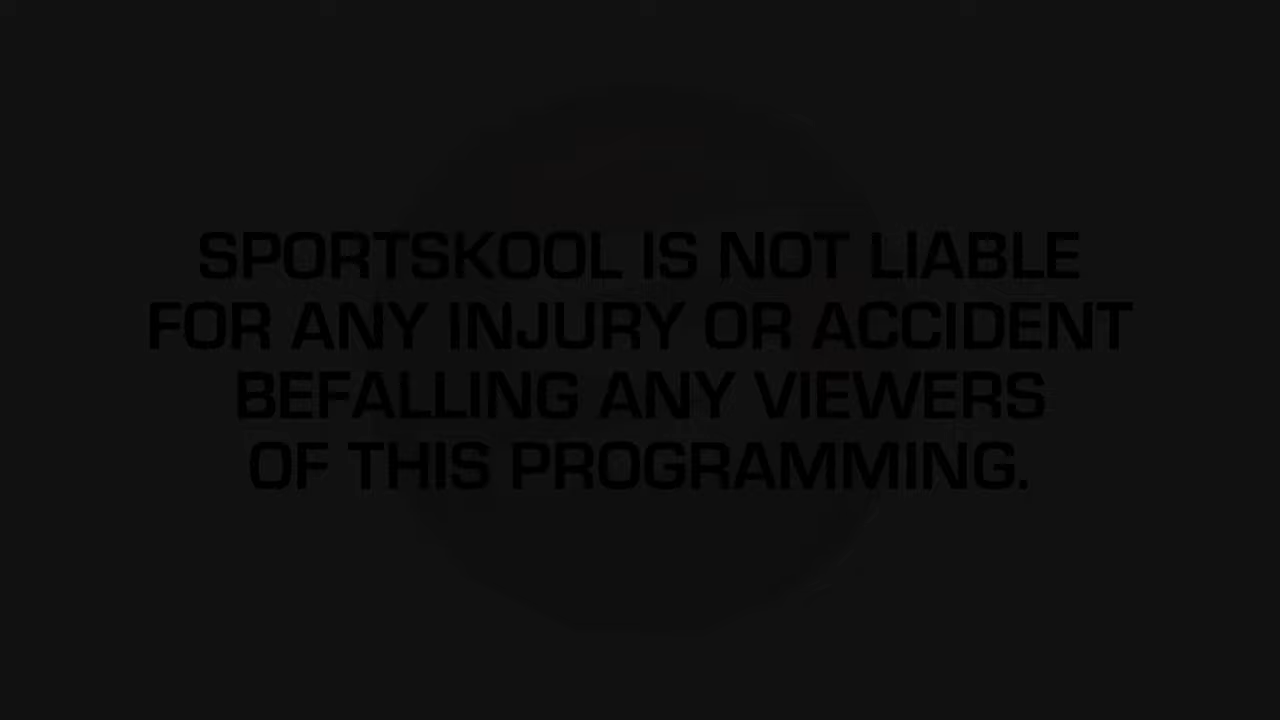 SPORTSKOOL IS NOT LIABLE
FOR ANY INJURY OR ACCIDENT
BEFALLING ANY VIEWERS
OF THIS PROGRAMMING.